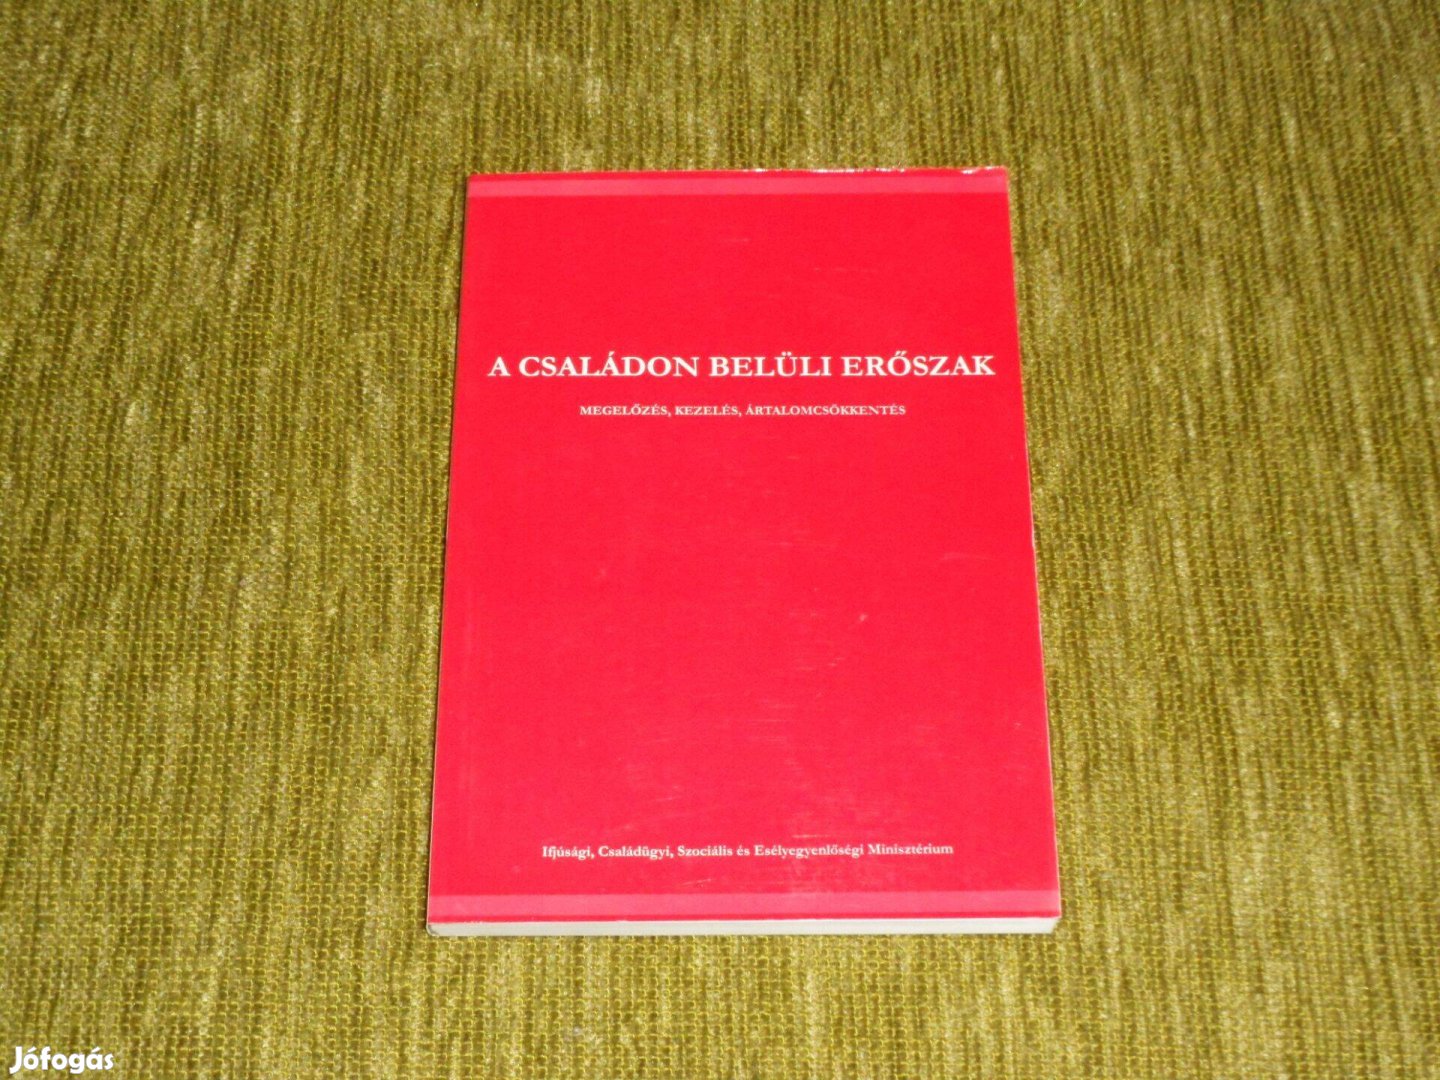 A CSALÁDON BELÜLI ERŐSZAK
MEGELŐZÉS, KEZELÉS, ÁRTALOMCSÖKKENTÉS
Ifjúsági, Családügyi, Szociális és Esélyegyenlőségi Minisztérium
Jófogás